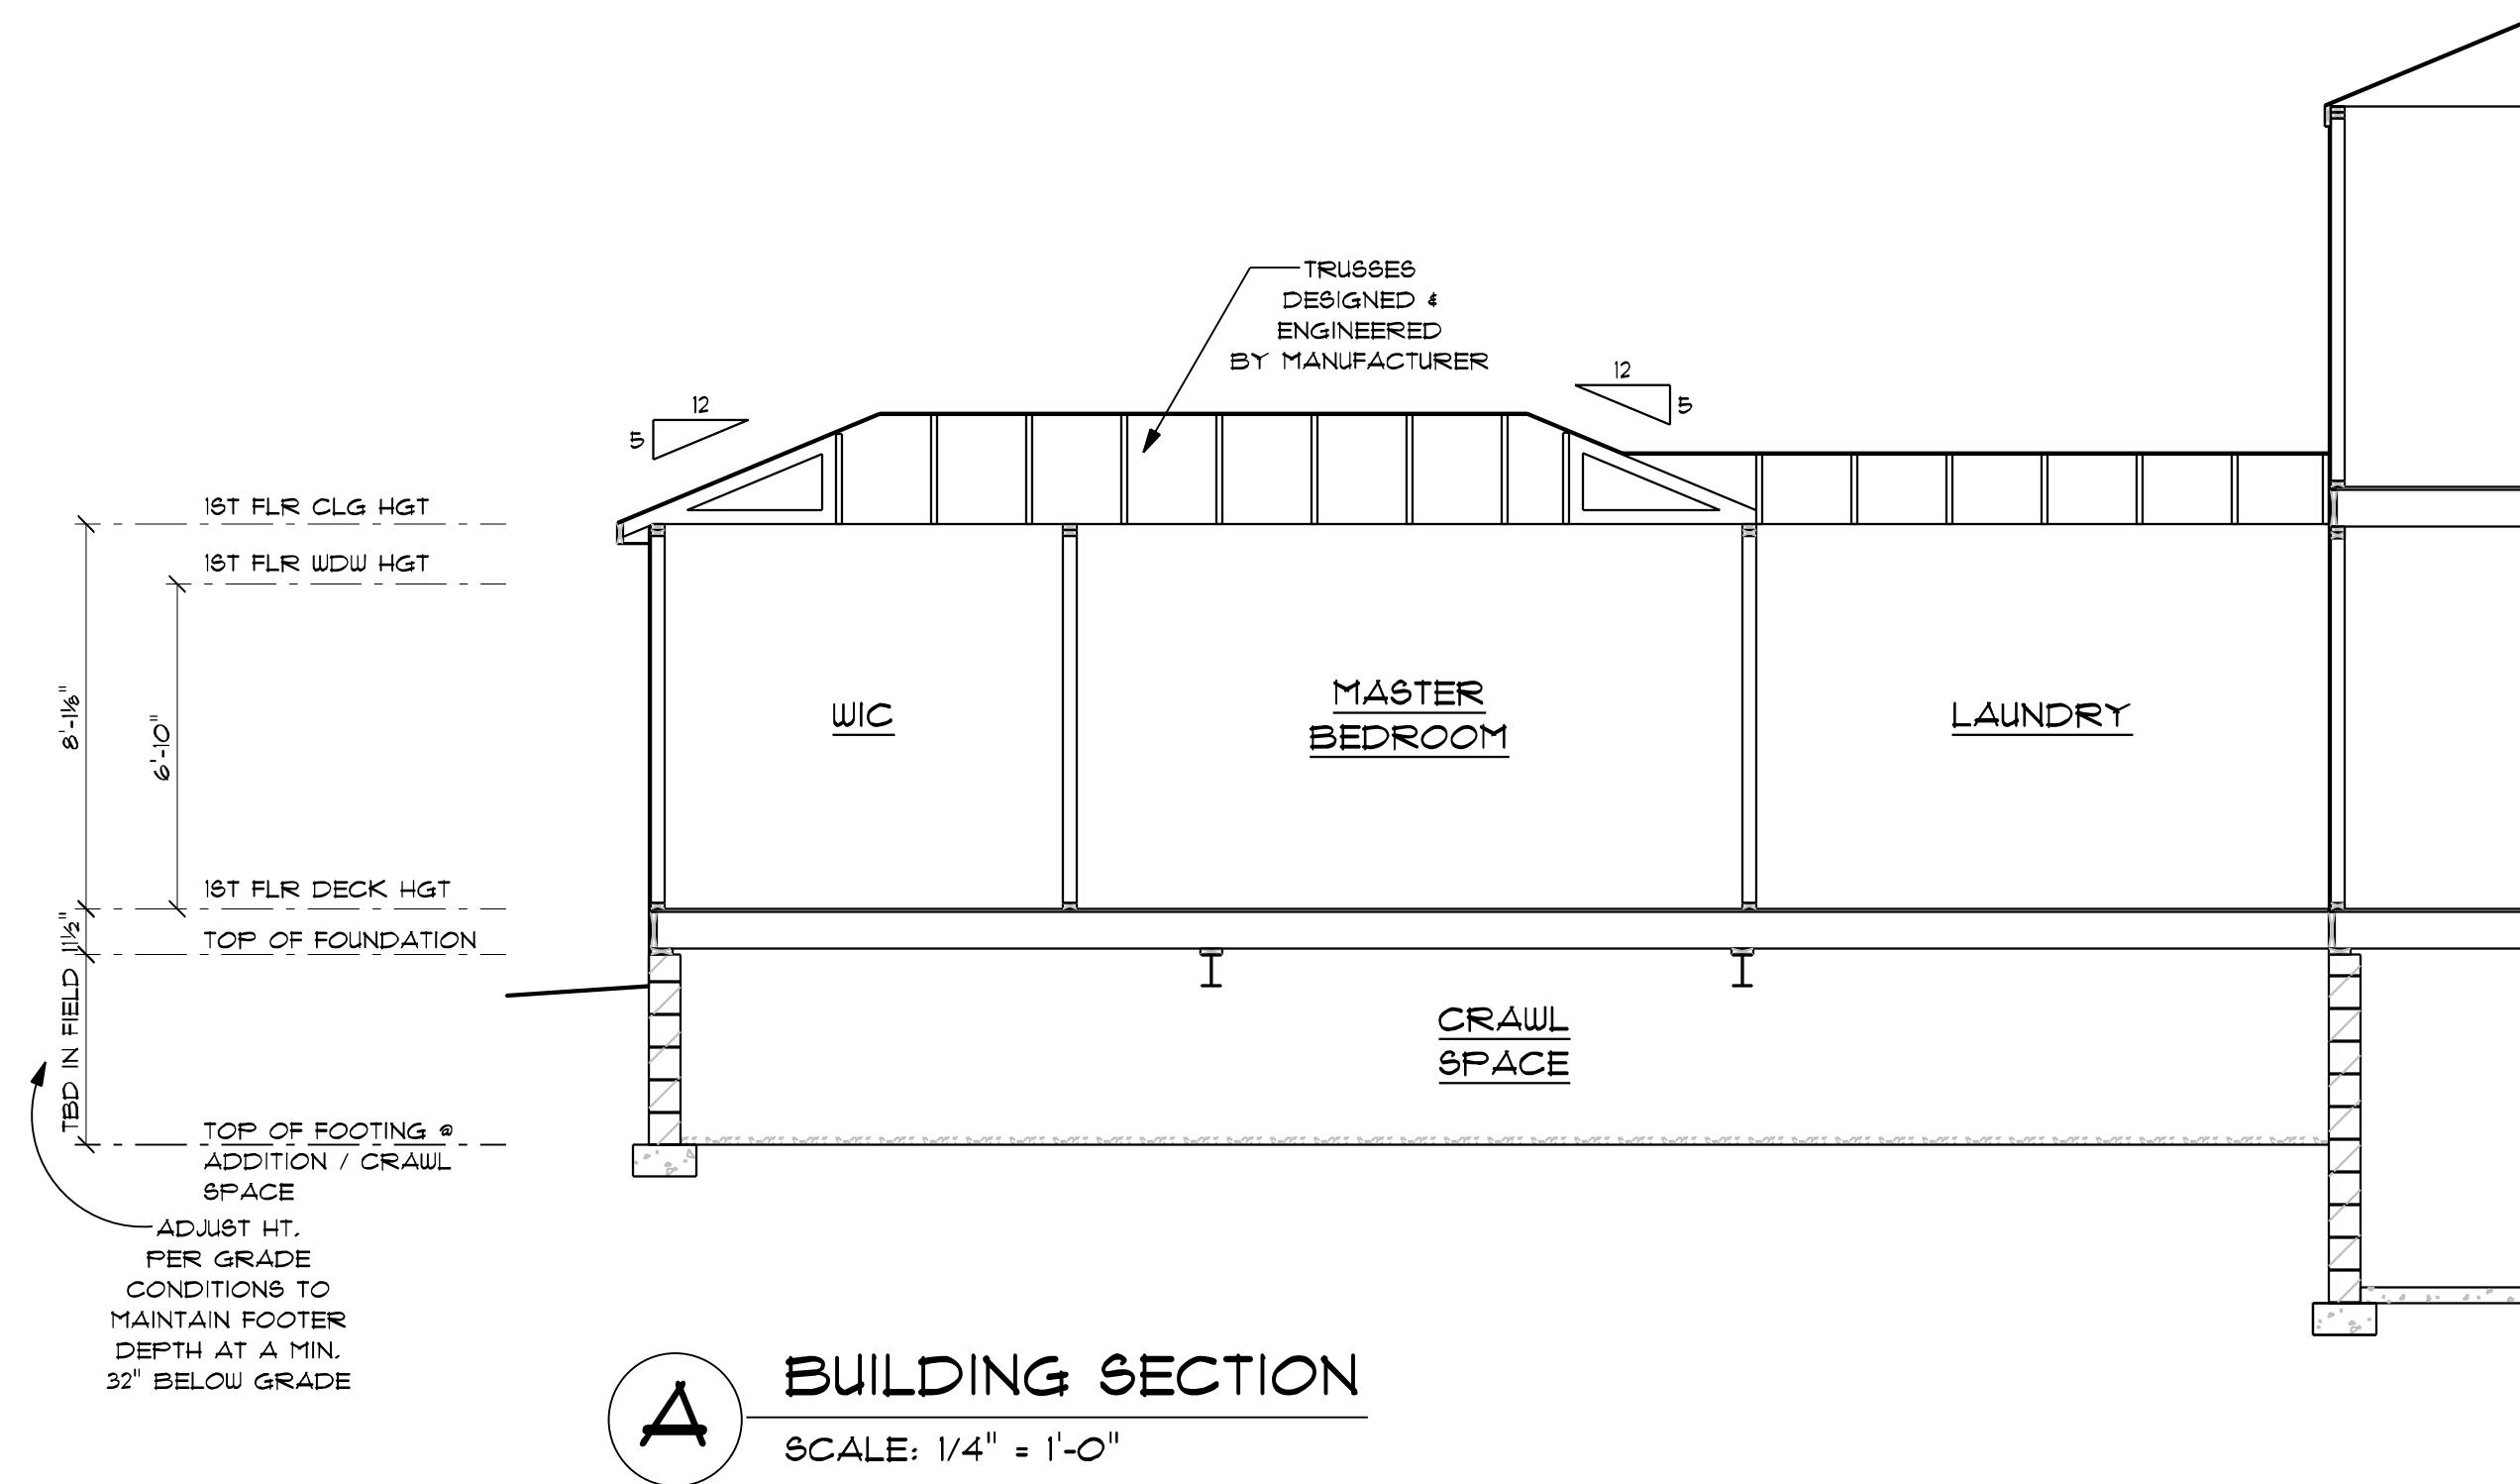 TRUSSES
DESIGNED &
ENGINEERED
BY MANUFACTURER
12
5
12
5
1ST FLR CLG HGT
1ST FLR WDW HGT
8'-1⅛"
6'-10"
WIC
MASTER
BEDROOM
LAUNDRY
1ST FLR DECK HGT
11½"
TOP OF FOUNDATION
TBD IN FIELD
CRAWL
SPACE
TOP OF FOOTING @
ADDITION / CRAWL
SPACE
ADJUST HT.
PER GRADE
CONDITIONS TO
MAINTAIN FOOTER
DEPTH AT A MIN.
32" BELOW GRADE
A
BUILDING SECTION
SCALE: 1/4" = 1'-0"